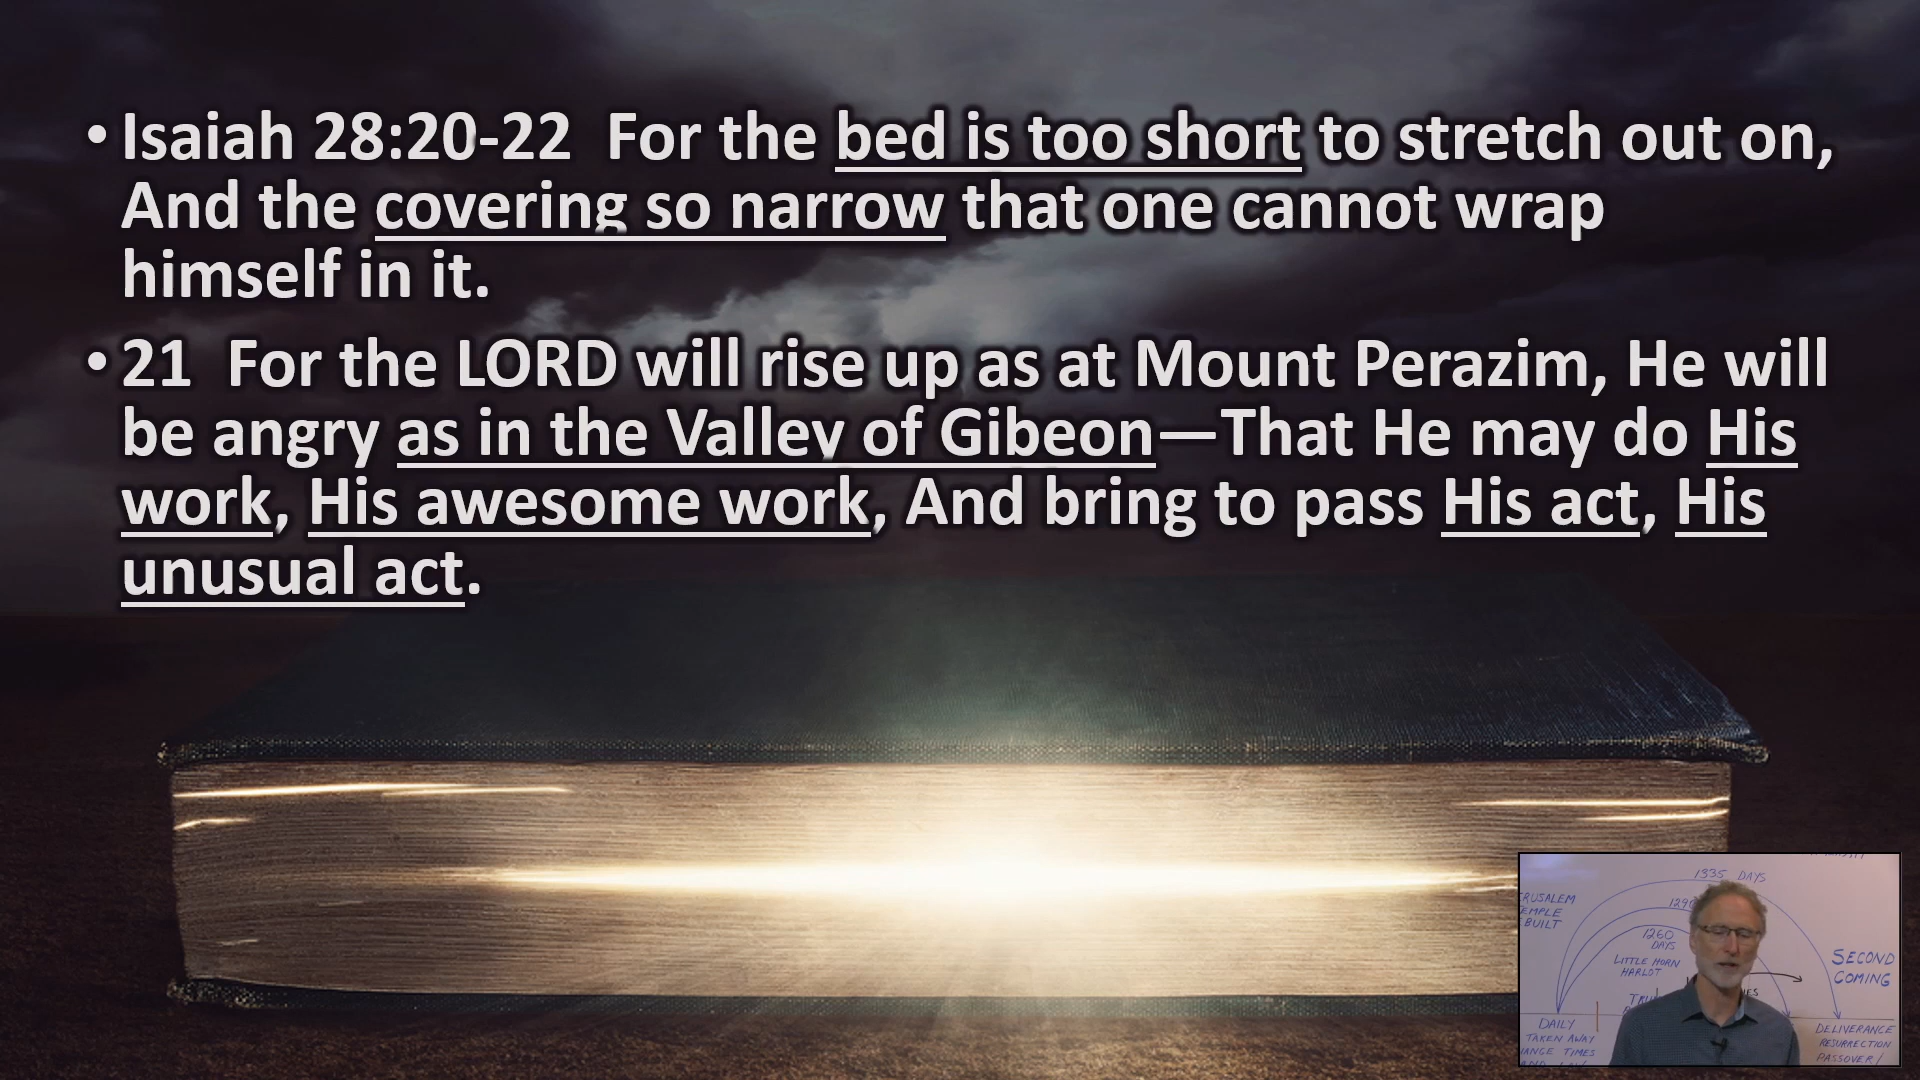 • Isaiah 28:20-22 For the bed is too short to stretch out on,
And the covering so narrow that one cannot wrap
himself in it.
• 21 For the LORD will rise up as at Mount Perazim, He will
be angry as in the Valley of Gibeon—That He may do His
work, His awesome work, And bring to pass His act, His
unusual act.
1335 DAYS
1260
DAYS
LITTLE HORN
HARLOT
SECOND
COMING
DAILY
TAKEN AWAY
TIMES
DELIVERANCE
RESURRECTION
PASSOVER/